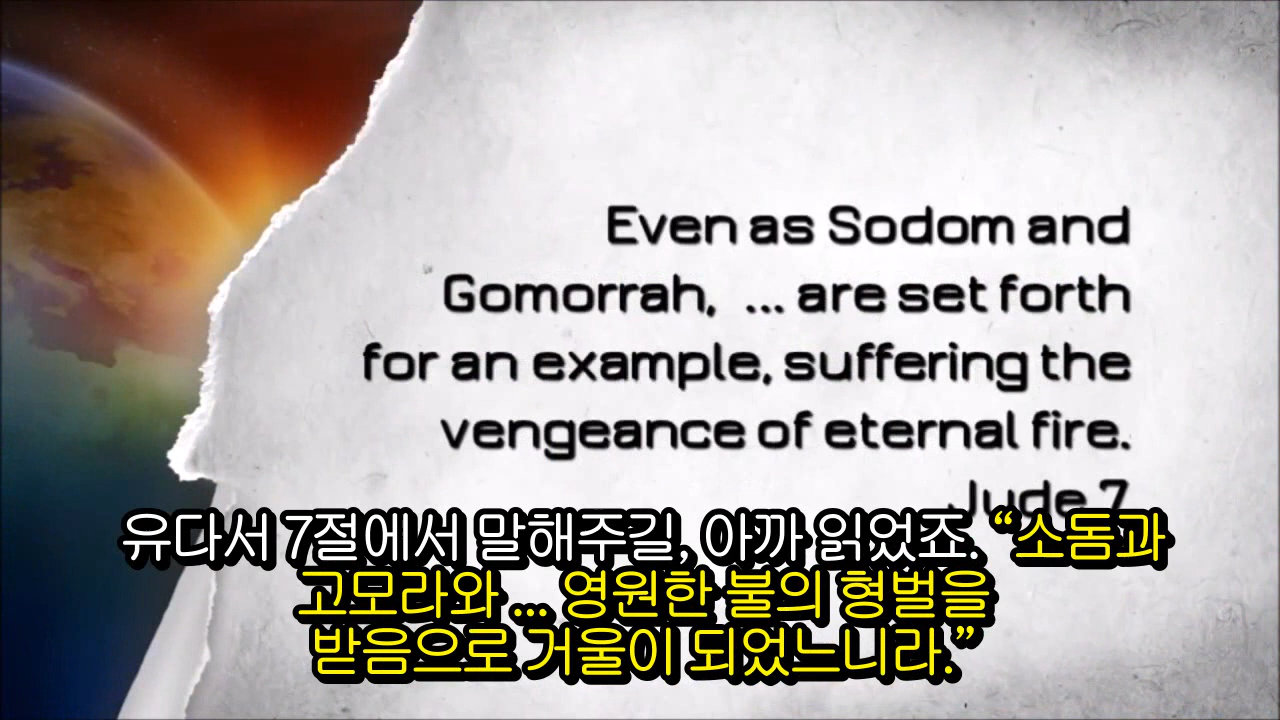 Even as Sodom and
Gomorrah, ... are set forth
for an example, suffering the
vengeance of eternal fire.
Jude 7
유다서 7절에서 말해주길, 아까 읽었죠. “소돔과
고모라와 ... 영원한 불의 형벌을
받음으로 거울이 되었느니라.”